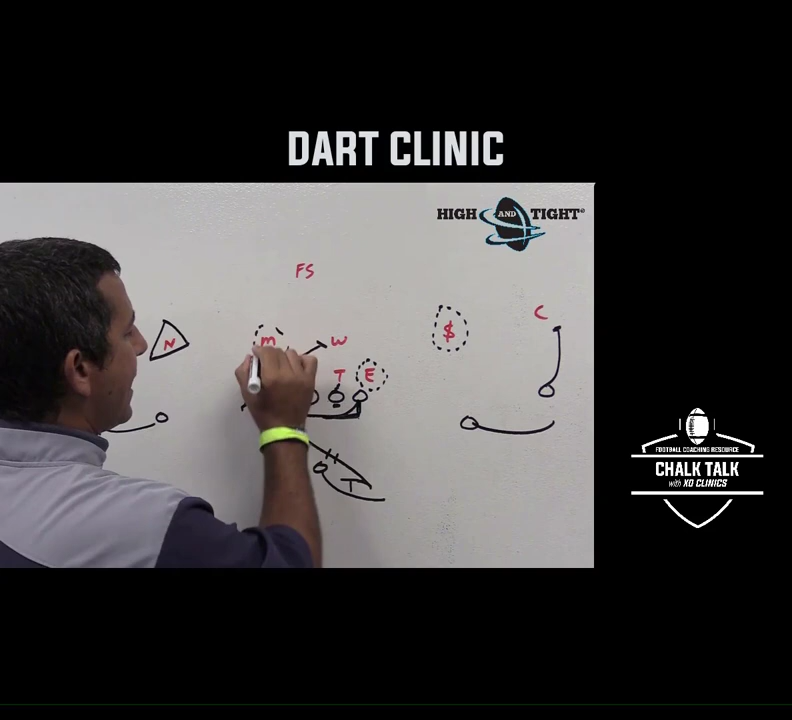 DART CLINIC
HIGH AND TIGHT
FS
C
$
N
M
W
T
E
T
FOOTBALL COACHING RESOURCE
CHALK TALK
with XO CLINICS